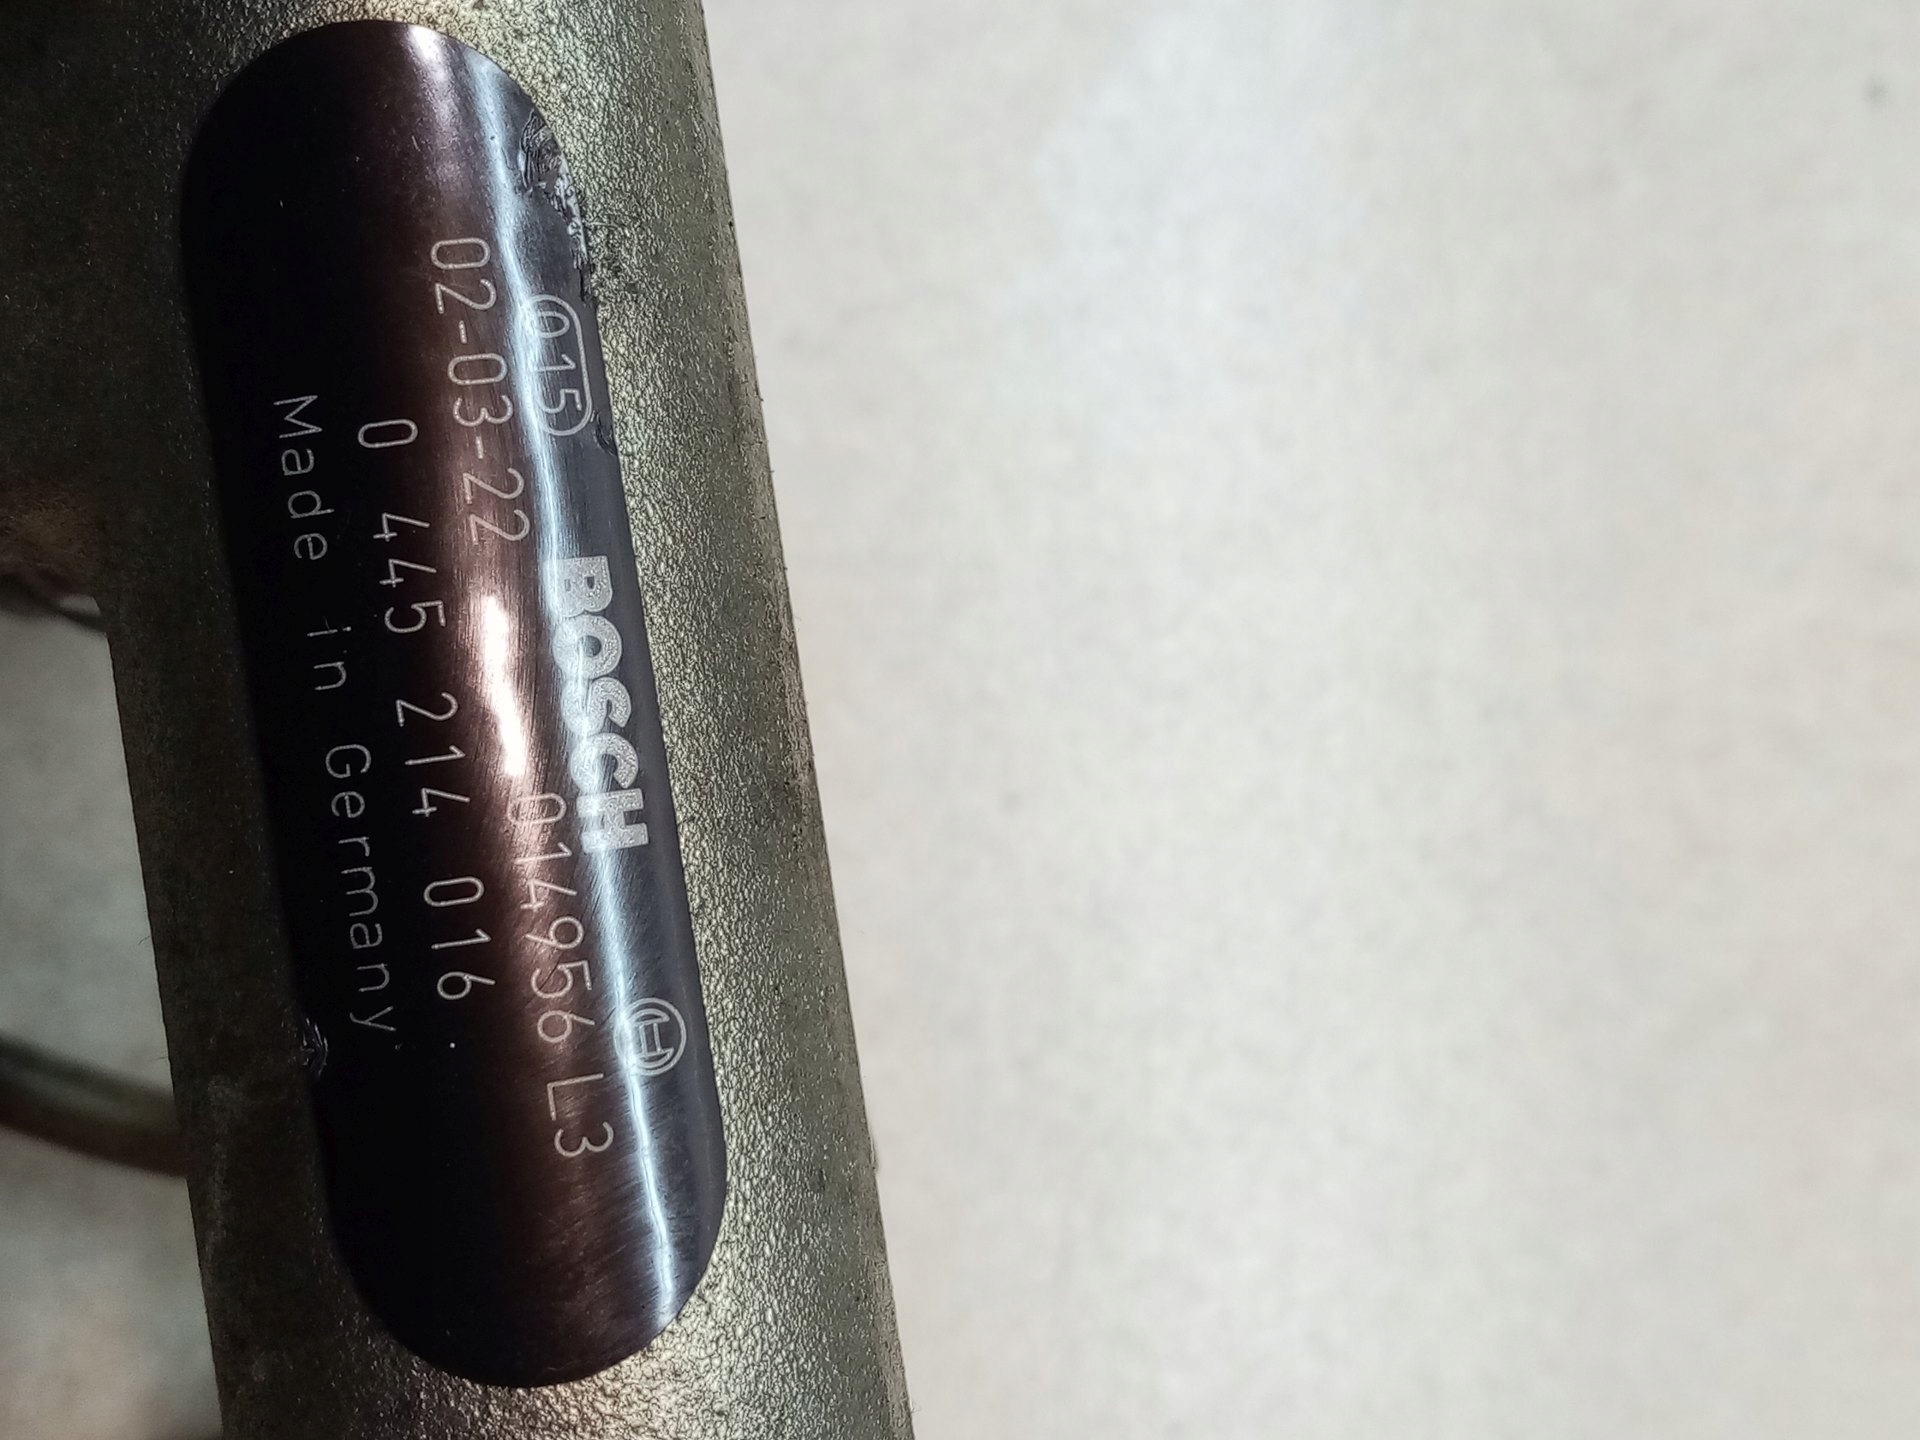 015 BOSCH
02-03-22 014956 L3
0 445 214 016
Made in Germany